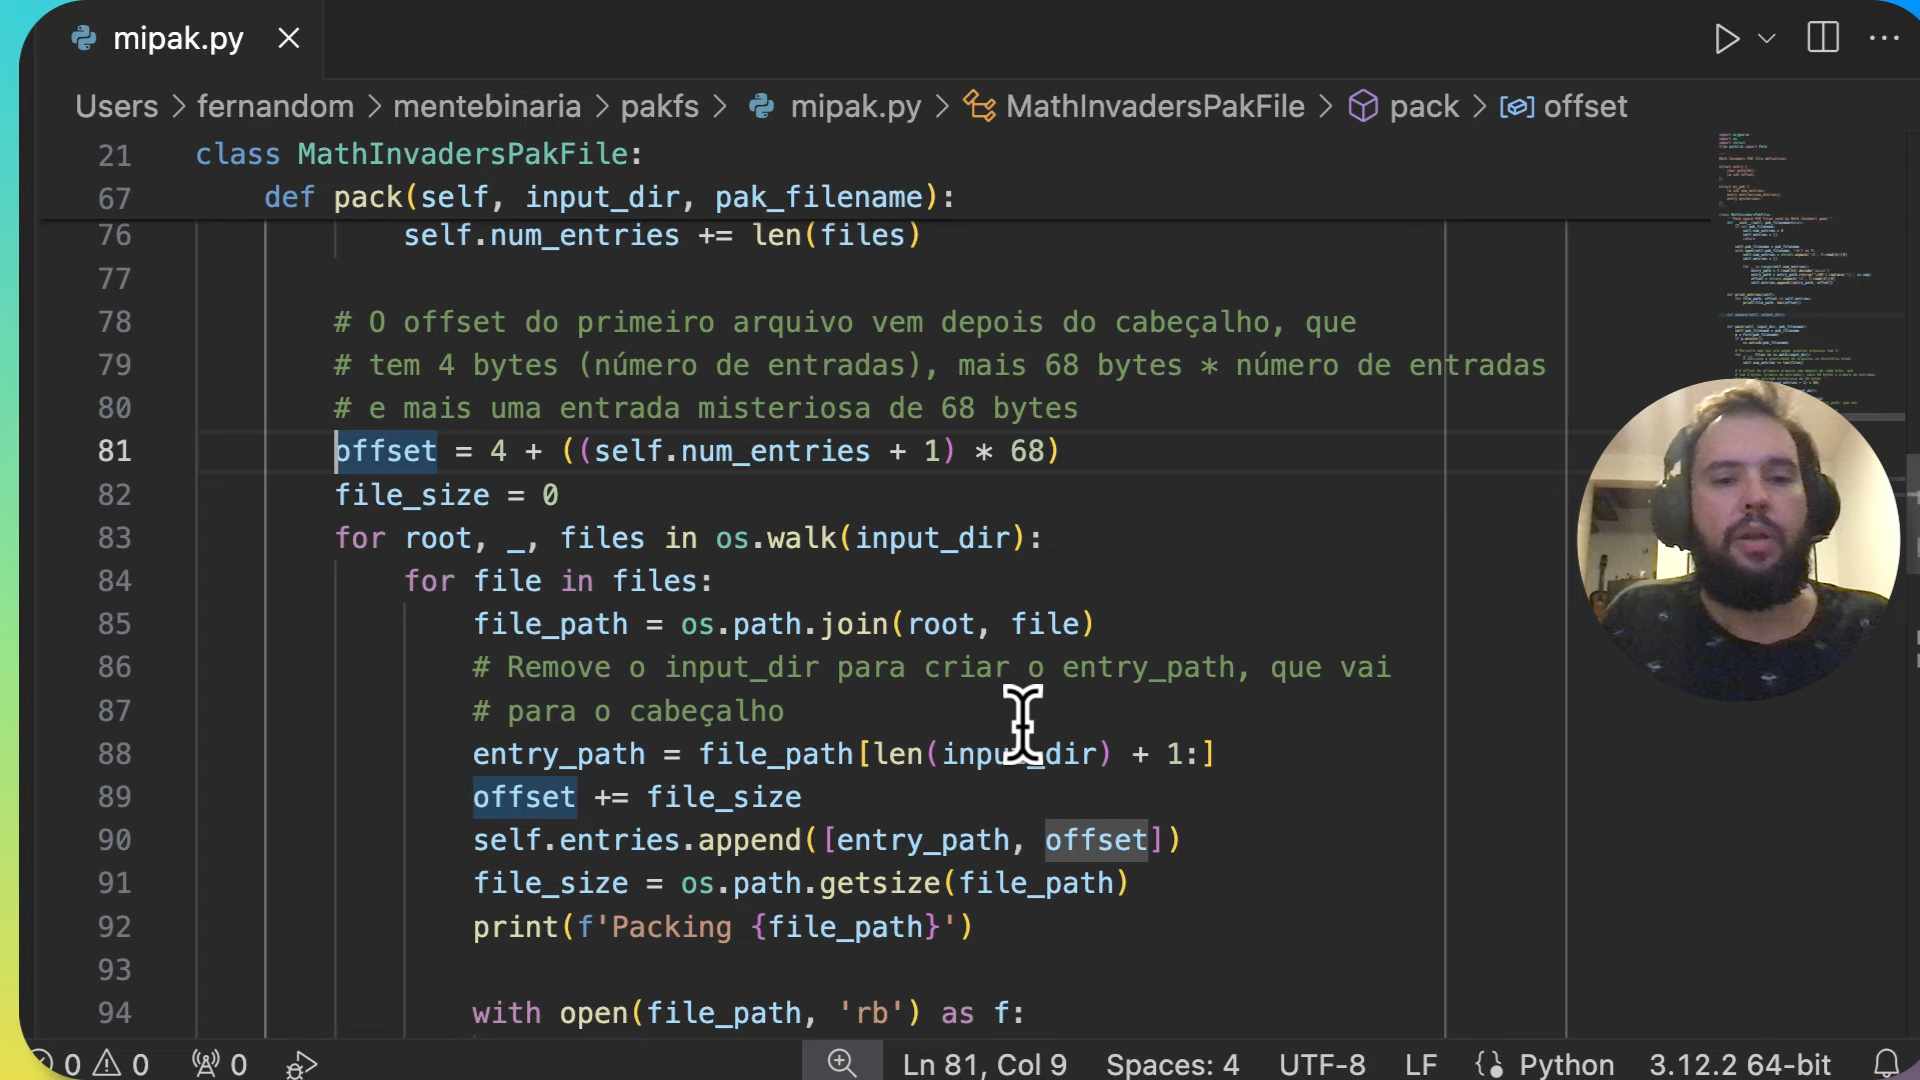 mipak.py
Users > fernandom > mentebinaria > pakfs > mipak.py > MathInvadersPakFile > pack > offset
21 class MathInvadersPakFile:
67 def pack(self, input_dir, pak_filename):
76 self.num_entries += len(files)
77
78 # O offset do primeiro arquivo vem depois do cabeçalho, que
79 # tem 4 bytes (número de entradas), mais 68 bytes * número de entradas
80 # e mais uma entrada misteriosa de 68 bytes
81 offset = 4 + ((self.num_entries + 1) * 68)
82 file_size = 0
83 for root, _, files in os.walk(input_dir):
84 for file in files:
85 file_path = os.path.join(root, file)
86 # Remove o input_dir para criar o entry_path, que vai
87 # para o cabeçalho
88 entry_path = file_path[len(input_dir) + 1:]
89 offset += file_size
90 self.entries.append([entry_path, offset])
91 file_size = os.path.getsize(file_path)
92 print(f'Packing {file_path}')
93
94 with open(file_path, 'rb') as f:
0 0 0 Ln 81, Col 9 Spaces: 4 UTF-8 LF Python 3.12.2 64-bit